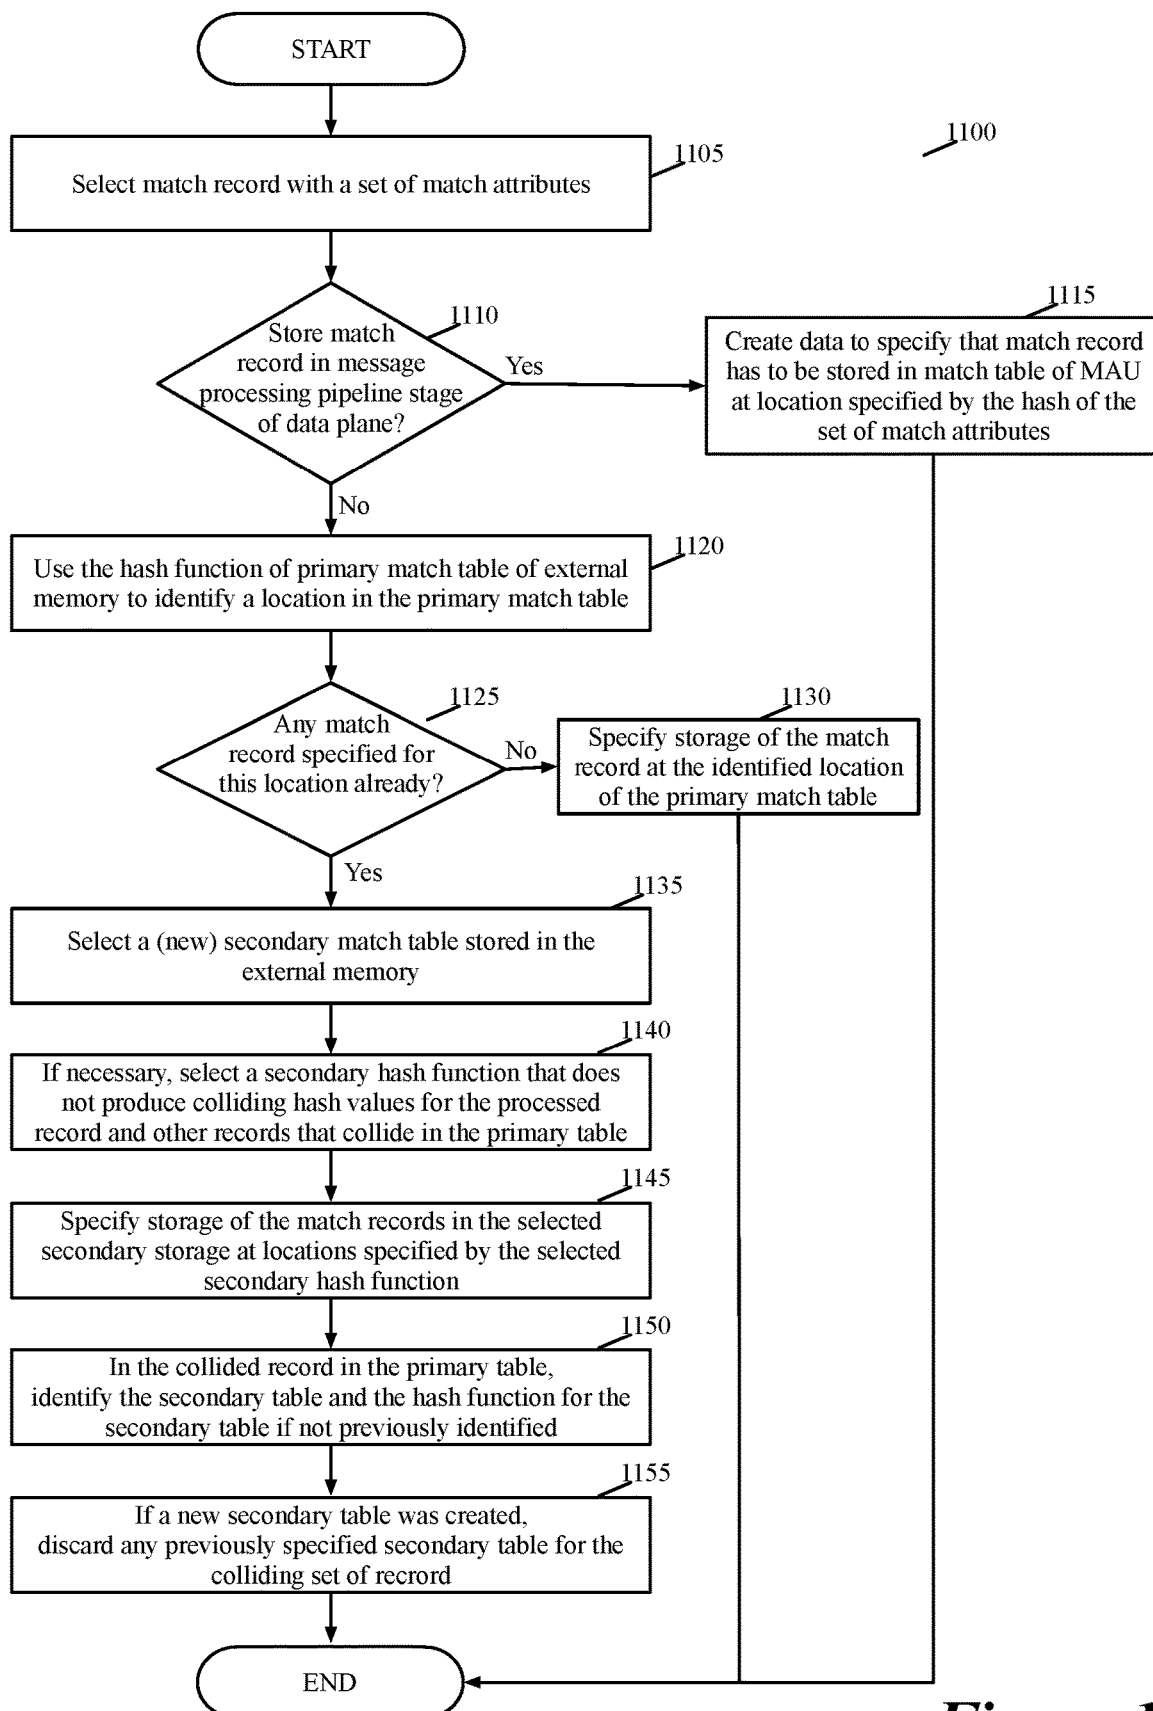 START
1100
1105
Select match record with a set of match attributes
1110
Store match
record in message
processing pipeline stage
of data plane?
Yes
1115
Create data to specify that match record
has to be stored in match table of MAU
at location specified by the hash of the
set of match attributes
No
1120
Use the hash function of primary match table of external
memory to identify a location in the primary match table
1125
Any match
record specified for
this location already?
No
1130
Specify storage of the match
record at the identified location
of the primary match table
Yes
1135
Select a (new) secondary match table stored in the
external memory
1140
If necessary, select a secondary hash function that does
not produce colliding hash values for the processed
record and other records that collide in the primary table
1145
Specify storage of the match records in the selected
secondary storage at locations specified by the selected
secondary hash function
1150
In the collided record in the primary table,
identify the secondary table and the hash function for the
secondary table if not previously identified
1155
If a new secondary table was created,
discard any previously specified secondary table for the
colliding set of recrord
END